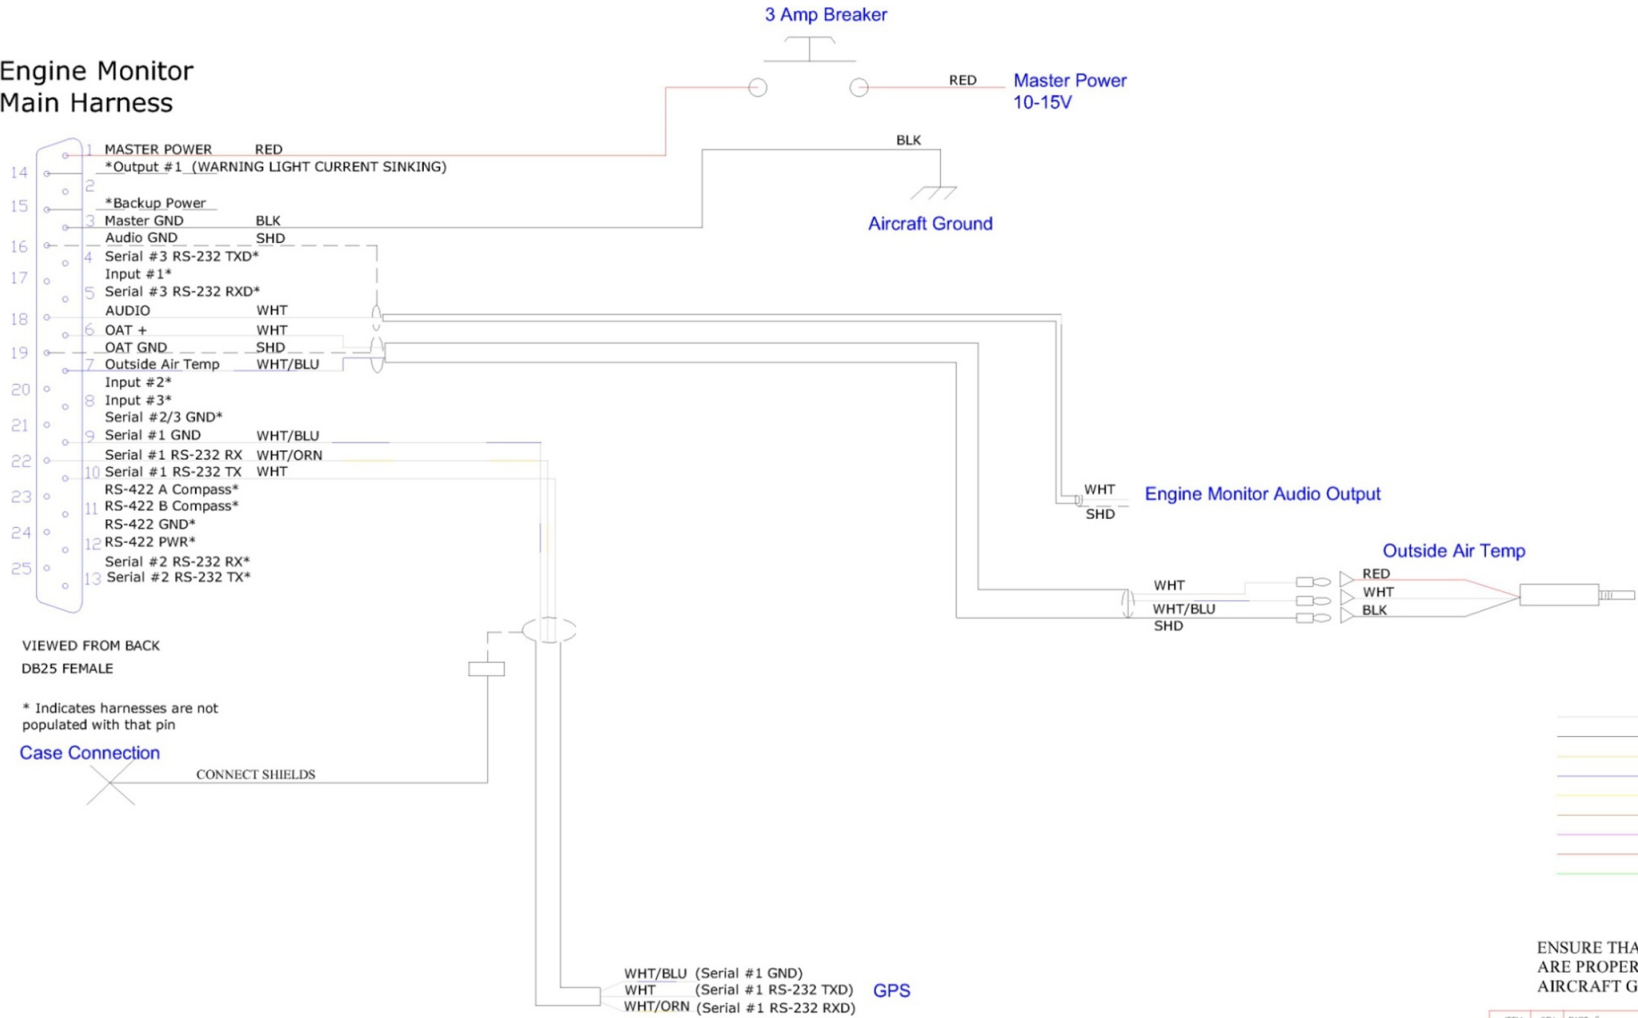 3 Amp Breaker
Engine Monitor
Main Harness
RED
Master Power
10-15V
BLK
Aircraft Ground
1 MASTER POWER RED
*Output #1 (WARNING LIGHT CURRENT SINKING)
14
2
15
*Backup Power
3 Master GND BLK
Audio GND SHD
16
4 Serial #3 RS-232 TXD*
Input #1*
17
5 Serial #3 RS-232 RXD*
AUDIO WHT
18
6 OAT + WHT
OAT GND SHD
19
7 Outside Air Temp WHT/BLU
Input #2*
20
8 Input #3*
Serial #2/3 GND*
21
9 Serial #1 GND WHT/BLU
Serial #1 RS-232 RX WHT/ORN
22
10 Serial #1 RS-232 TX WHT
RS-422 A Compass*
23
11 RS-422 B Compass*
RS-422 GND*
24
12 RS-422 PWR*
Serial #2 RS-232 RX*
25
13 Serial #2 RS-232 TX*
WHT
SHD
Engine Monitor Audio Output
Outside Air Temp
WHT
WHT/BLU
SHD
RED
WHT
BLK
VIEWED FROM BACK
DB25 FEMALE
* Indicates harnesses are not
populated with that pin
Case Connection
CONNECT SHIELDS
WHT/BLU (Serial #1 GND)
WHT (Serial #1 RS-232 TXD)
WHT/ORN (Serial #1 RS-232 RXD)
GPS
ENSURE THA
ARE PROPER
AIRCRAFT G